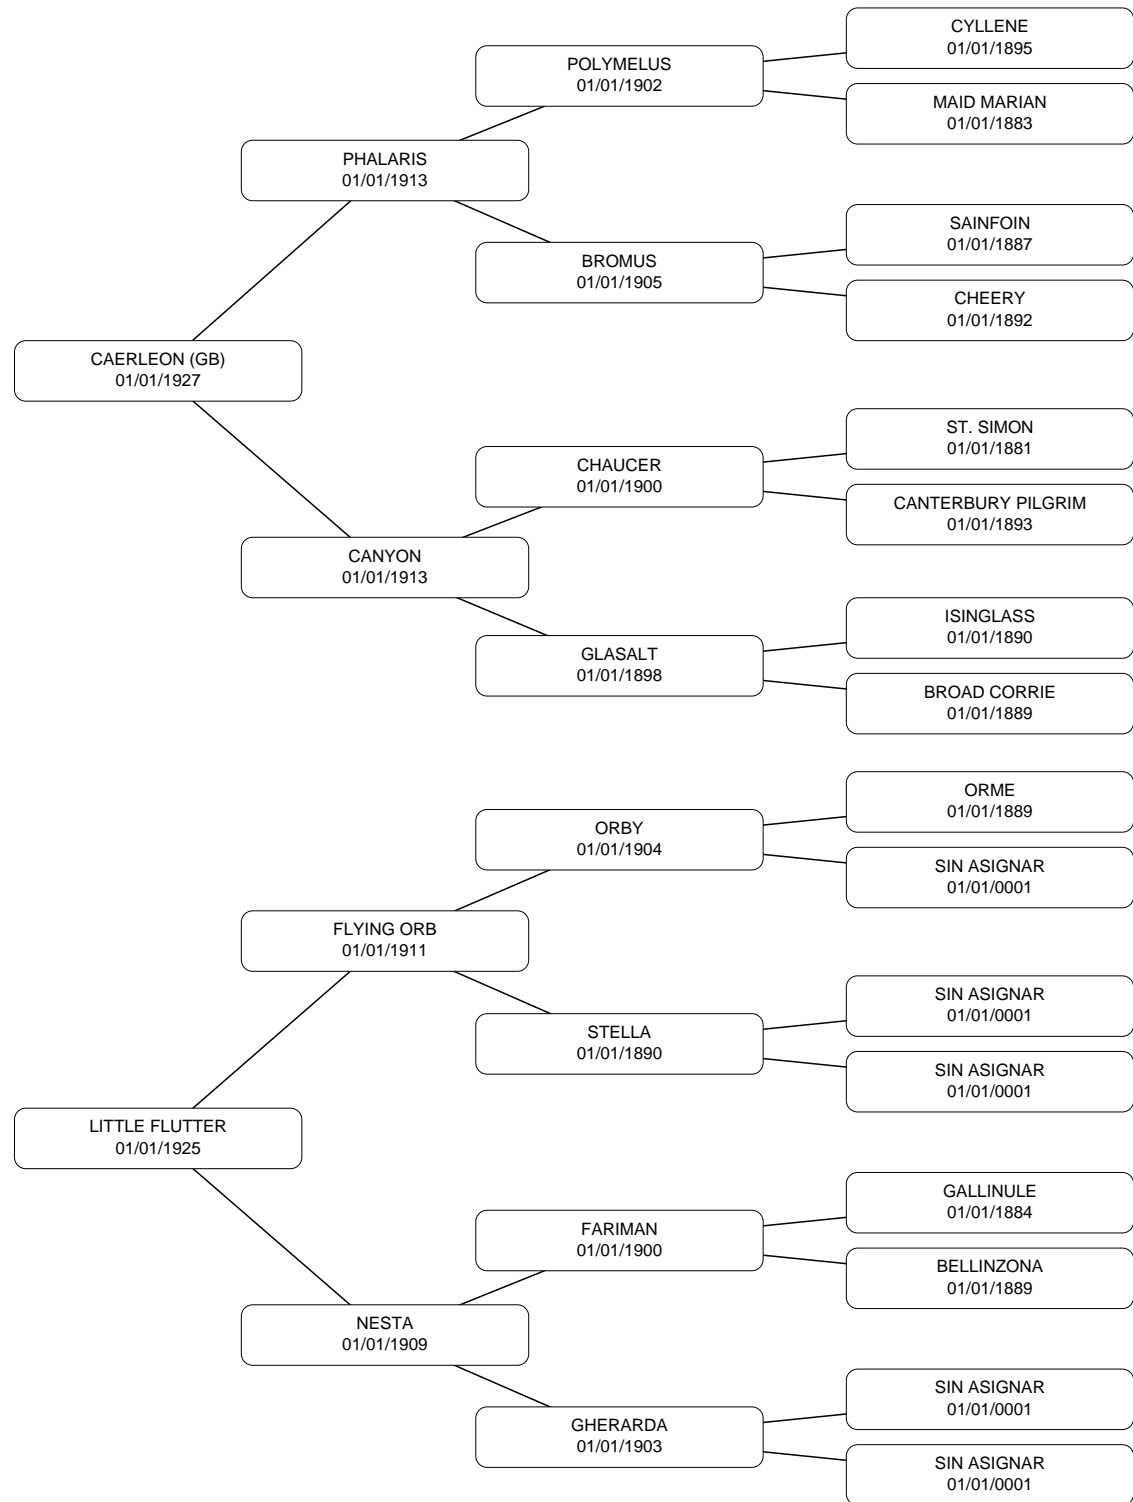 CYLLENE
01/01/1895
POLYMELUS
01/01/1902
MAID MARIAN
01/01/1883
PHALARIS
01/01/1913
SAINFOIN
01/01/1887
BROMUS
01/01/1905
CHEERY
01/01/1892
CAERLEON (GB)
01/01/1927
ST. SIMON
01/01/1881
CHAUCER
01/01/1900
CANTERBURY PILGRIM
01/01/1893
CANYON
01/01/1913
ISINGLASS
01/01/1890
GLASALT
01/01/1898
BROAD CORRIE
01/01/1889
ORME
01/01/1889
ORBY
01/01/1904
SIN ASIGNAR
01/01/0001
FLYING ORB
01/01/1911
SIN ASIGNAR
01/01/0001
STELLA
01/01/1890
SIN ASIGNAR
01/01/0001
LITTLE FLUTTER
01/01/1925
GALLINULE
01/01/1884
FARIMAN
01/01/1900
BELLINZONA
01/01/1889
NESTA
01/01/1909
SIN ASIGNAR
01/01/0001
GHERARDA
01/01/1903
SIN ASIGNAR
01/01/0001